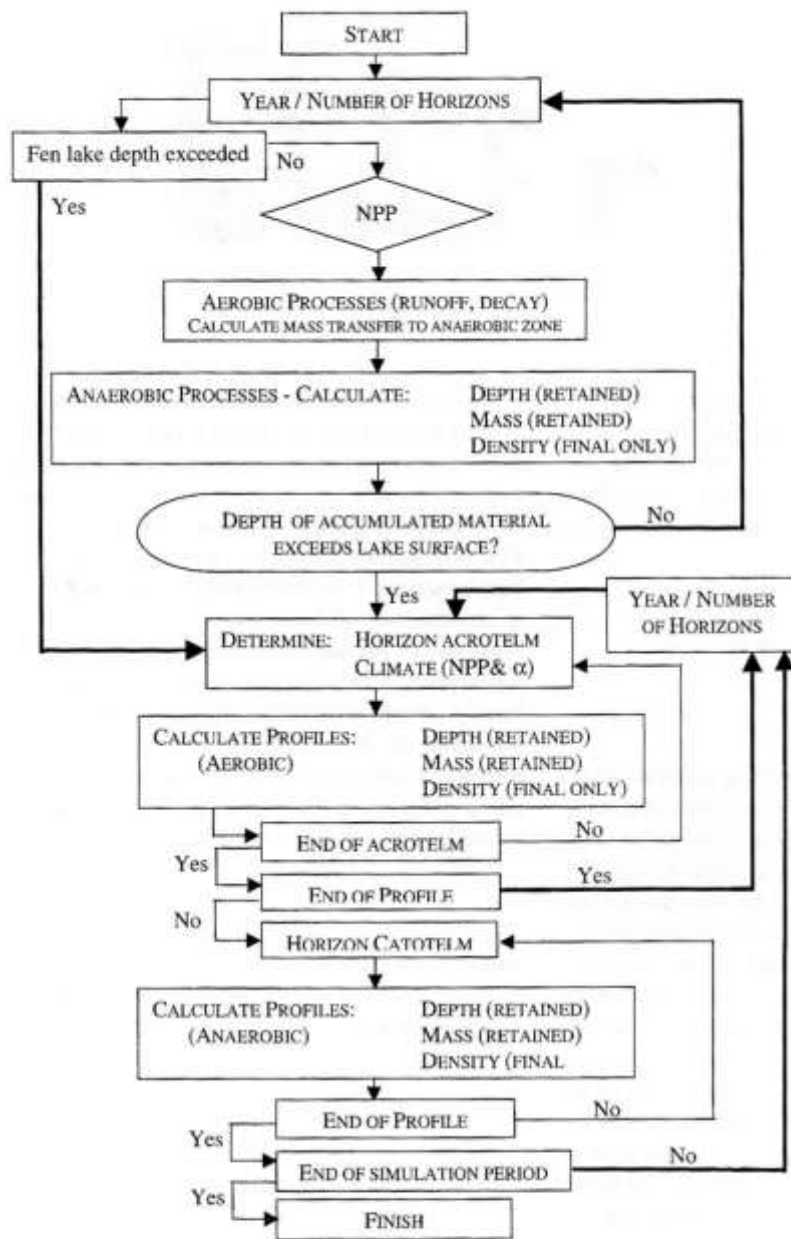 START
YEAR / NUMBER OF HORIZONS
Fen lake depth exceeded
No
Yes
NPP
AEROBIC PROCESSES (RUNOFF, DECAY)
CALCULATE MASS TRANSFER TO ANAEROBIC ZONE
ANAEROBIC PROCESSES - CALCULATE: DEPTH (RETAINED)
MASS (RETAINED)
DENSITY (FINAL ONLY)
DEPTH OF ACCUMULATED MATERIAL
EXCEEDS LAKE SURFACE?
No
Yes
YEAR / NUMBER
OF HORIZONS
DETERMINE: HORIZON ACROTELM
CLIMATE (NPP& α)
CALCULATE PROFILES: DEPTH (RETAINED)
(AEROBIC) MASS (RETAINED)
DENSITY (FINAL ONLY)
END OF ACROTELM
No
Yes
END OF PROFILE
Yes
No
HORIZON CATOTELM
CALCULATE PROFILES: DEPTH (RETAINED)
(ANAEROBIC) MASS (RETAINED)
DENSITY (FINAL
END OF PROFILE
No
Yes
END OF SIMULATION PERIOD
No
Yes
FINISH